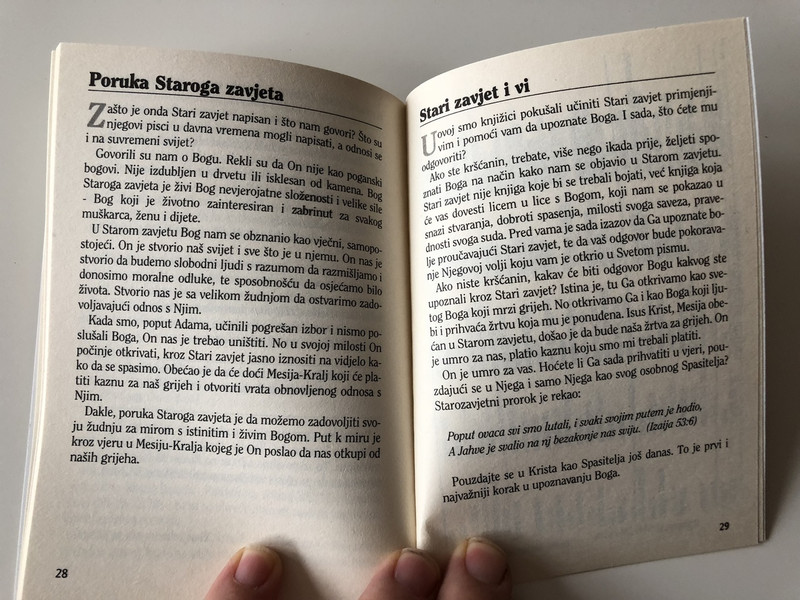 Poruka Staroga zavjeta
Zašto je onda Stari zavjet napisan i što nam govori? Što su
njegovi pisci u davna vremena mogli napisati, a odnosi se
i na suvremeni svijet?
Govorili su nam o Bogu. Rekli su da On nije kao poganski
bogovi. Nije izdubljen u drvetu ili isklesan od kamena. Bog
Staroga zavjeta je živi Bog nevjerojatne složenosti i velike sile
- Bog koji je životno zainteresiran i zabrinut za svakog
muškarca, ženu i dijete.
U Starom zavjetu Bog nam se obznanio kao vječni, samopo-
stojeći. On je stvorio naš svijet i sve što je u njemu. On nas je
stvorio da budemo slobodni ljudi s razumom da razmišljamo i
donosimo moralne odluke, te sposobnošću da osjećamo bilo
života. Stvorio nas je sa velikom žudnjom da ostvarimo zado-
voljavajući odnos s Njim.
Kada smo, poput Adama, učinili pogrešan izbor i nismo po-
slušali Boga, On nas je trebao uništiti. No u svojoj milosti On
počinje otkrivati, kroz Stari zavjet jasno iznositi na vidjelo ka-
ko da se spasimo. Obećao je da će doći Mesija-Kralj koji će pla-
titi kaznu za naš grijeh i otvoriti vrata obnovljenog odnosa s
Njim.
Dakle, poruka Staroga zavjeta je da možemo zadovoljiti svo-
ju žudnju za mirom s istinitim i živim Bogom. Put k miru je
kroz vjeru u Mesiju-Kralja kojeg je On poslao da nas otkupi od
naših grijeha.
28
Stari zavjet i vi
U ovoj smo knjižici pokušali učiniti Stari zavjet primjenji-
vim i pomoći vam da upoznate Boga. I sada, što ćete mu
odgovoriti?
Ako ste kršćanin, trebate, više nego ikada prije, željeti spo-
znati Boga na način kako nam se objavio u Starom zavjetu.
Stari zavjet nije knjiga koje bi se trebali bojati, već knjiga koja
će vas dovesti licem u lice s Bogom, koji nam se pokazao u
snazi stvaranja, dobroti spasenja, milosti svoga saveza, prave-
dnosti svoga suda. Pred vama je sada izazov da Ga upoznate bo-
lje proučavajući Stari zavjet, te da vaš odgovor bude pokorava-
nje Njegovoj volji koju vam je otkrio u Svetom pismu.
Ako niste kršćanin, kakav će biti odgovor Bogu kakvog ste
upoznali kroz Stari zavjet? Istina je, tu Ga otkrivamo kao sve-
tog Boga koji mrzi grijeh. No otkrivamo Ga i kao Boga koji lju-
bi i prihvaća žrtvu koja mu je ponuđena. Isus Krist, Mesija obe-
ćan u Starom zavjetu, došao je da bude naša žrtva za grijeh. On
je umro za nas, platio kaznu koju smo mi trebali platiti.
On je umro za vas. Hoćete li Ga sada prihvatiti u vjeri, pou-
zdajući se u Njega i samo Njega kao svog osobnog Spasitelja?
Starozavjetni prorok je rekao:
Poput ovaca svi smo lutali, i svaki svojim putem je hodio,
A Jahve je svalio na nj bezakonje nas sviju. (Izaija 53:6)
Pouzdajte se u Krista kao Spasitelja još danas. To je prvi i
najvažniji korak u upoznavanju Boga.
29